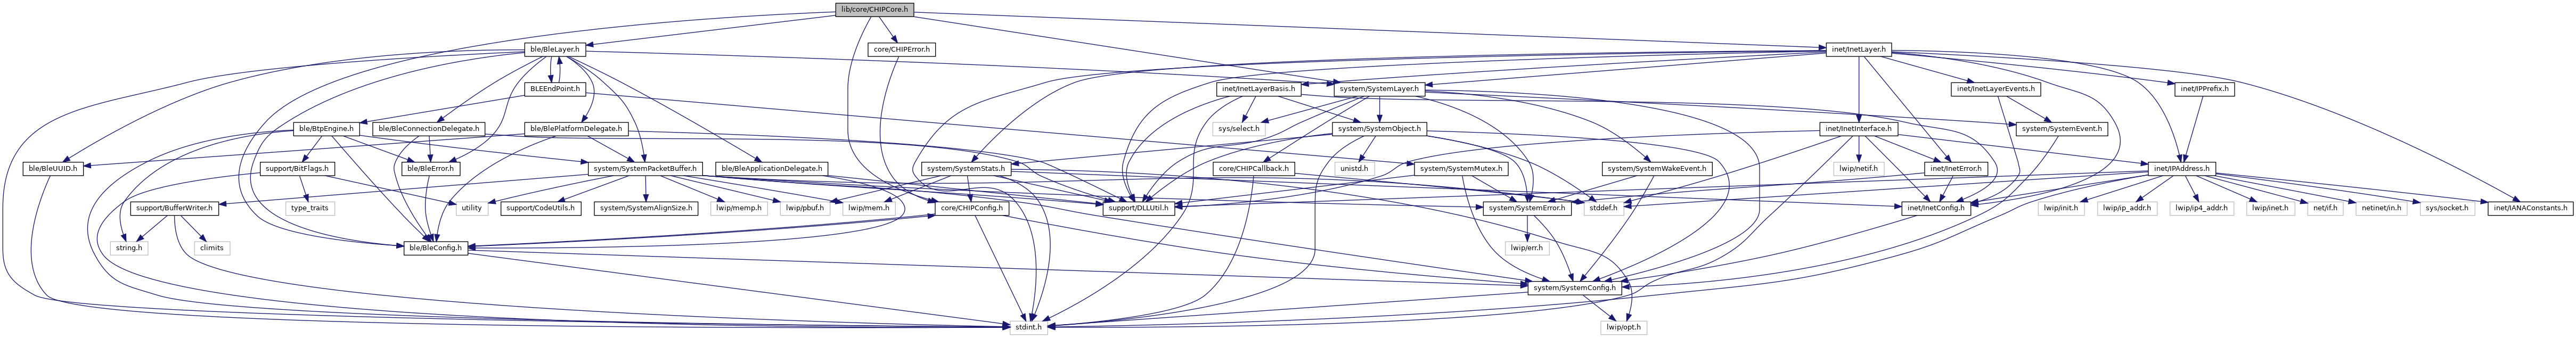 lib/core/CHIPCore.h
ble/BleLayer.h
core/CHIPError.h
inet/InetLayer.h
BLEEndPoint.h
inet/InetLayerBasis.h
system/SystemLayer.h
inet/InetLayerEvents.h
inet/IPPrefix.h
ble/BtpEngine.h
ble/BleConnectionDelegate.h
ble/BlePlatformDelegate.h
sys/select.h
system/SystemObject.h
inet/InetInterface.h
system/SystemEvent.h
ble/BleUUID.h
support/BitFlags.h
ble/BleError.h
system/SystemPacketBuffer.h
ble/BleApplicationDelegate.h
system/SystemStats.h
core/CHIPCallback.h
unistd.h
system/SystemMutex.h
system/SystemWakeEvent.h
lwip/netif.h
inet/InetError.h
inet/IPAddress.h
support/BufferWriter.h
type_traits
utility
support/CodeUtils.h
system/SystemAlignSize.h
lwip/memp.h
lwip/pbuf.h
lwip/mem.h
core/CHIPConfig.h
support/DLLUtil.h
system/SystemError.h
stddef.h
inet/InetConfig.h
lwip/init.h
lwip/ip_addr.h
lwip/ip4_addr.h
lwip/inet.h
net/if.h
netinet/in.h
sys/socket.h
inet/IANAConstants.h
string.h
climits
ble/BleConfig.h
lwip/err.h
system/SystemConfig.h
stdint.h
lwip/opt.h